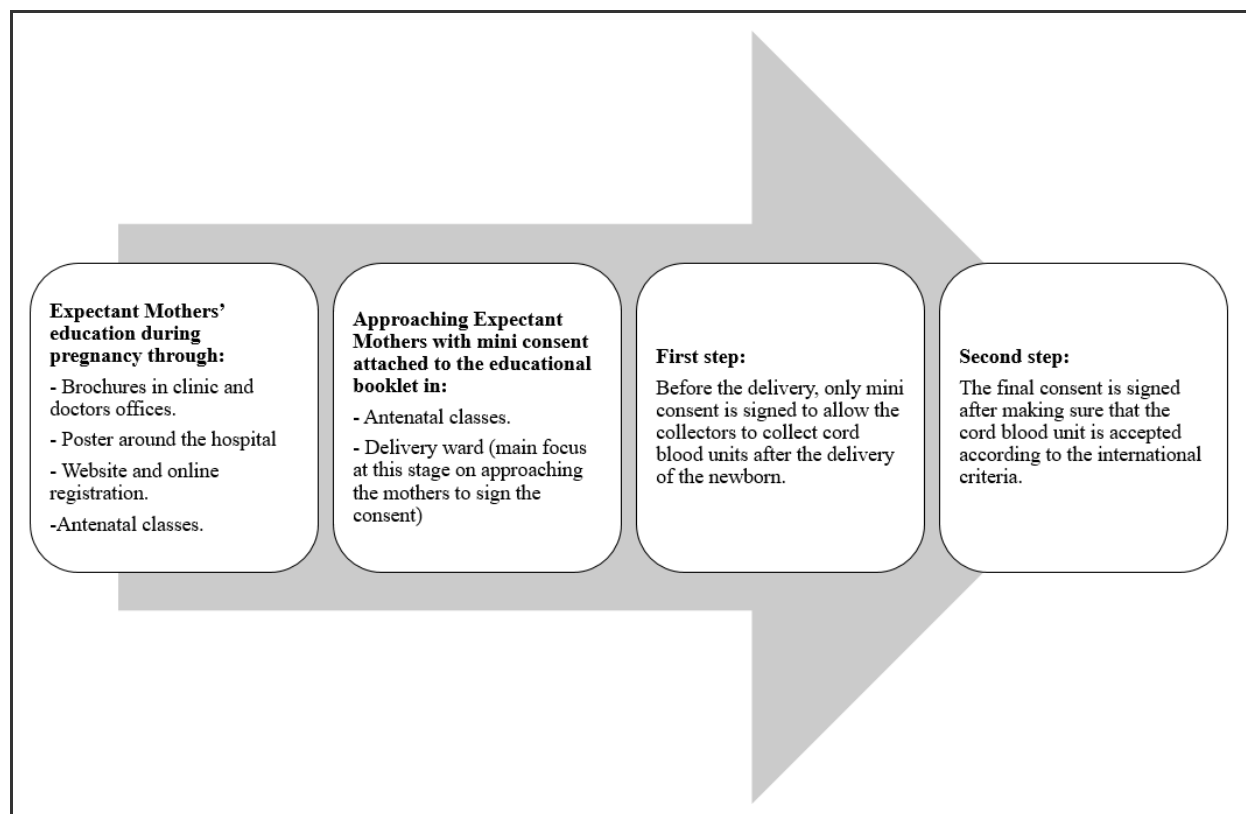 Expectant Mothers’
education during
pregnancy through:
- Brochures in clinic and
doctors offices.
- Poster around the hospital
- Website and online
registration.
-Antenatal classes.
Approaching Expectant
Mothers with mini consent
attached to the educational
booklet in:
- Antenatal classes.
- Delivery ward (main focus
at this stage on approaching
the mothers to sign the
consent)
First step:
Before the delivery, only mini
consent is signed to allow the
collectors to collect cord
blood units after the delivery
of the newborn.
Second step:
The final consent is signed
after making sure that the
cord blood unit is accepted
according to the international
criteria.